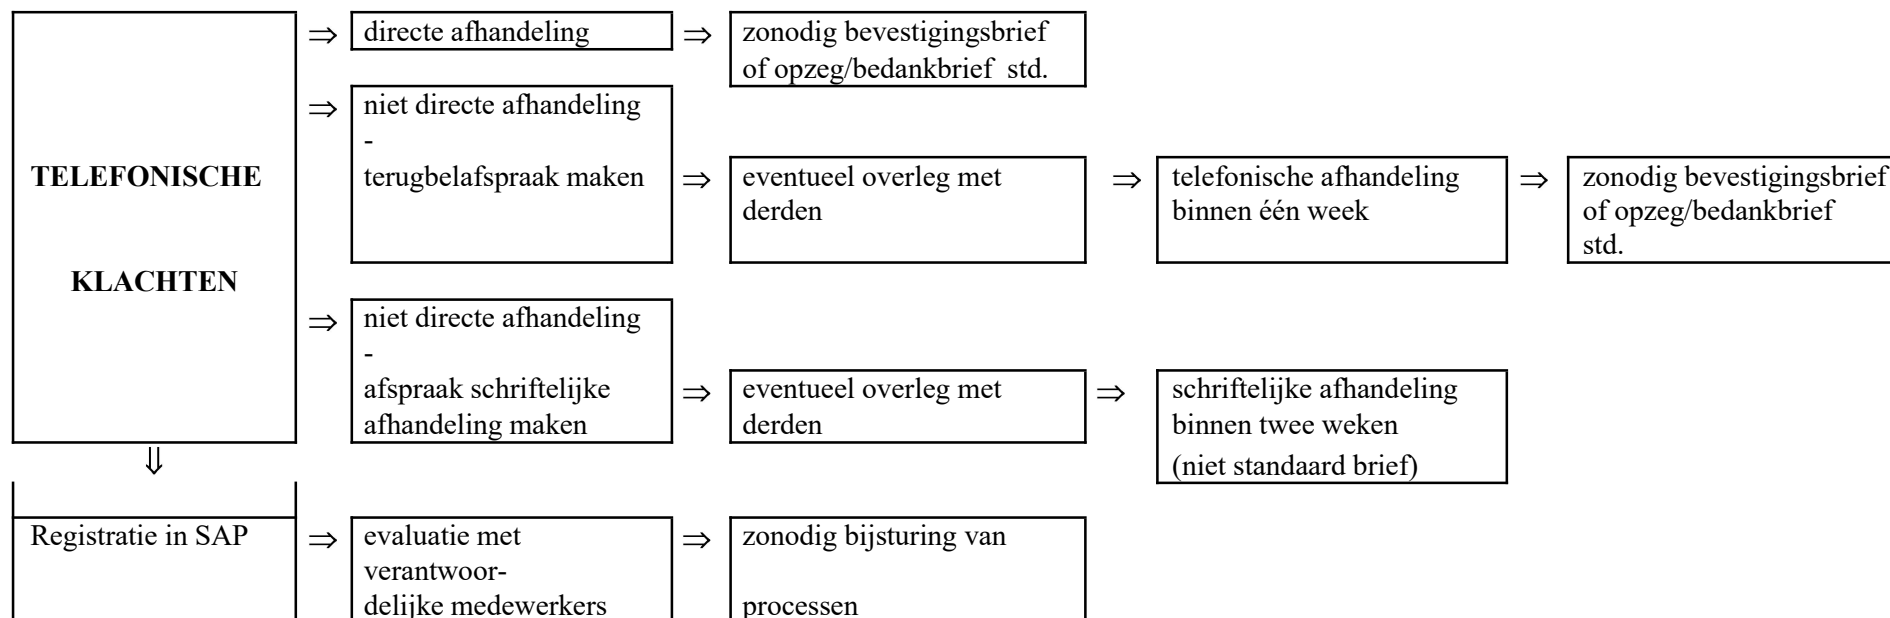 ⇒ directe afhandeling ⇒ zonodig bevestigingsbrief
of opzeg/bedankbrief std.
⇒ niet directe afhandeling
-
TELEFONISCHE
terugbelafspraak maken ⇒ eventueel overleg met
derden
⇒ telefonische afhandeling
binnen één week
⇒ zonodig bevestigingsbrief
of opzeg/bedankbrief
std.
KLACHTEN
⇒ niet directe afhandeling
-
afspraak schriftelijke
afhandeling maken
⇒ eventueel overleg met
derden
⇒ schriftelijke afhandeling
binnen twee weken
(niet standaard brief)
⇓
Registratie in SAP
⇒ evaluatie met
verantwoor-
delijke medewerkers
⇒ zonodig bijsturing van
processen